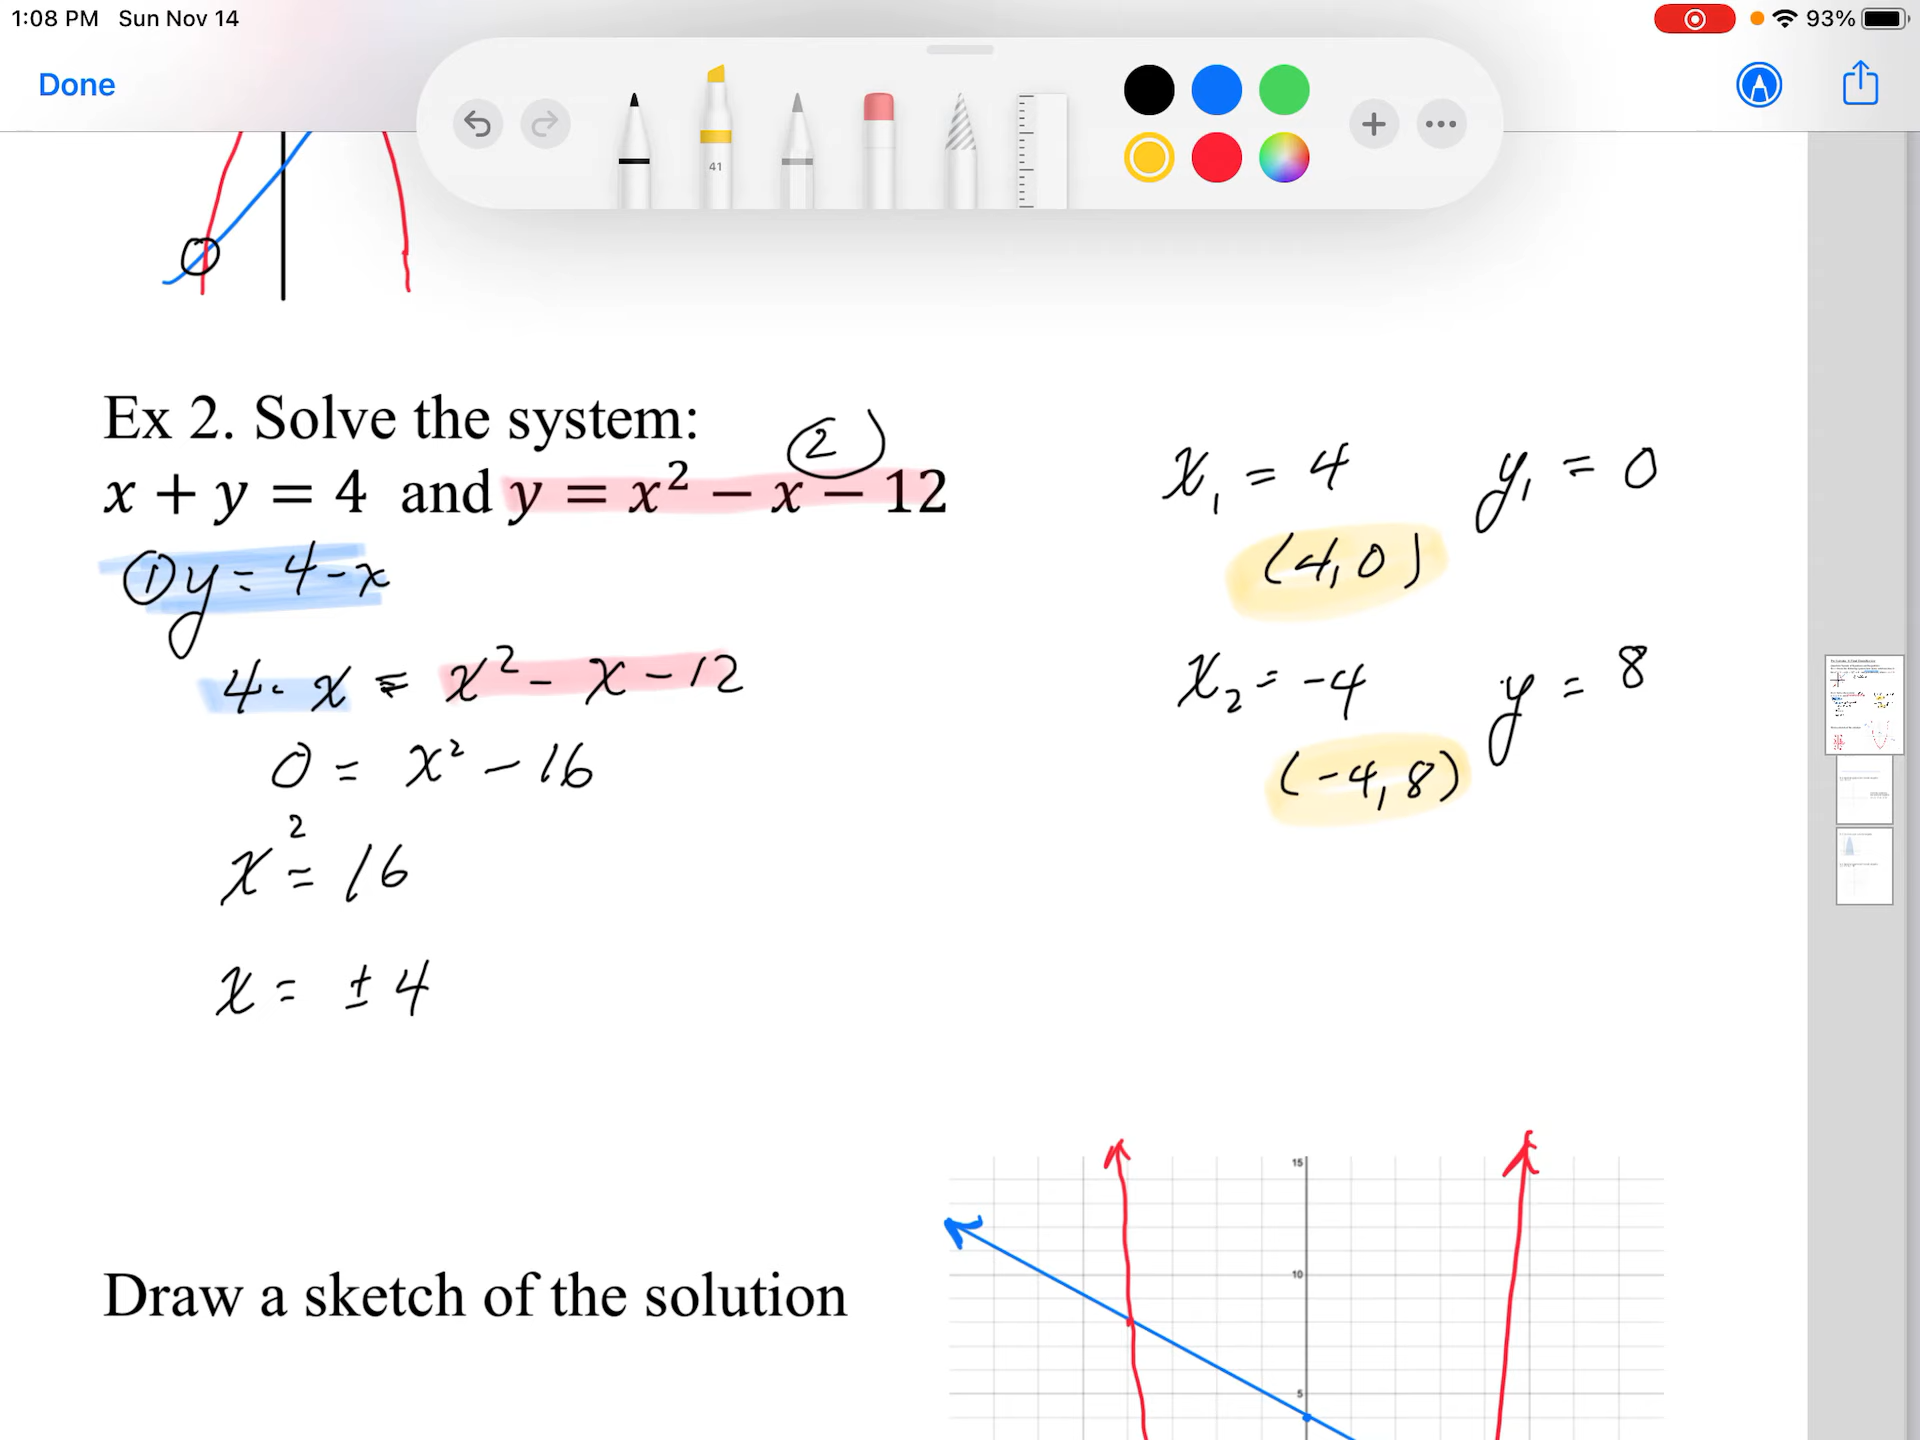 1:08 PM Sun Nov 14
93%
Done
41
Ex 2. Solve the system:
②
x + y = 4 and y = x² − x − 12
① y = 4 - x
4 - x = x² - x - 12
0 = x² - 16
x² = 16
x = ± 4
x₁ = 4 y₁ = 0
(4, 0)
x₂ = -4 y = 8
(-4, 8)
Draw a sketch of the solution
15
10
5